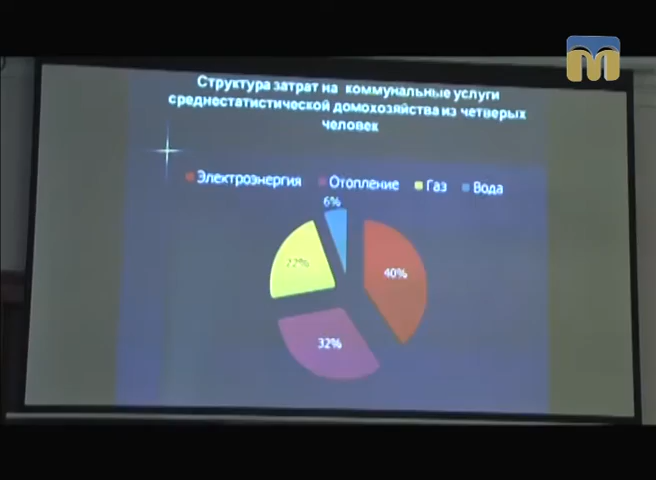 Структура затрат на коммунальные услуги
среднестатистической домохозяйства из четверых
человек
Электроэнергия Отопление Газ Вода
6%
22%
40%
32%